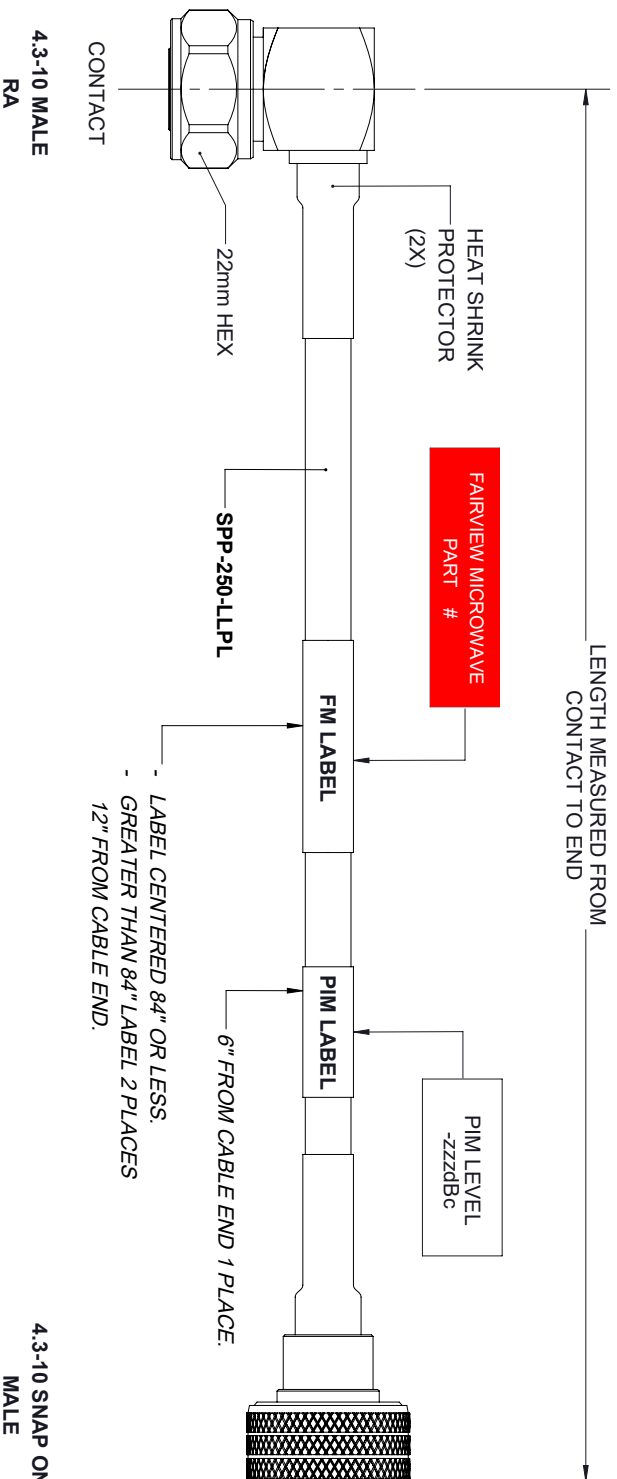 LENGTH MEASURED FROM
CONTACT TO END
HEAT SHRINK
PROTECTOR
(2X)
FAIRVIEW MICROWAVE
PART #
PIM LEVEL
-zzzdBc
FM LABEL
PIM LABEL
22mm HEX
SPP-250-LLPL
6" FROM CABLE END 1 PLACE.
- LABEL CENTERED 84" OR LESS.
- GREATER THAN 84" LABEL 2 PLACES
12" FROM CABLE END.
CONTACT
4.3-10 MALE
RA
4.3-10 SNAP ON
MALE